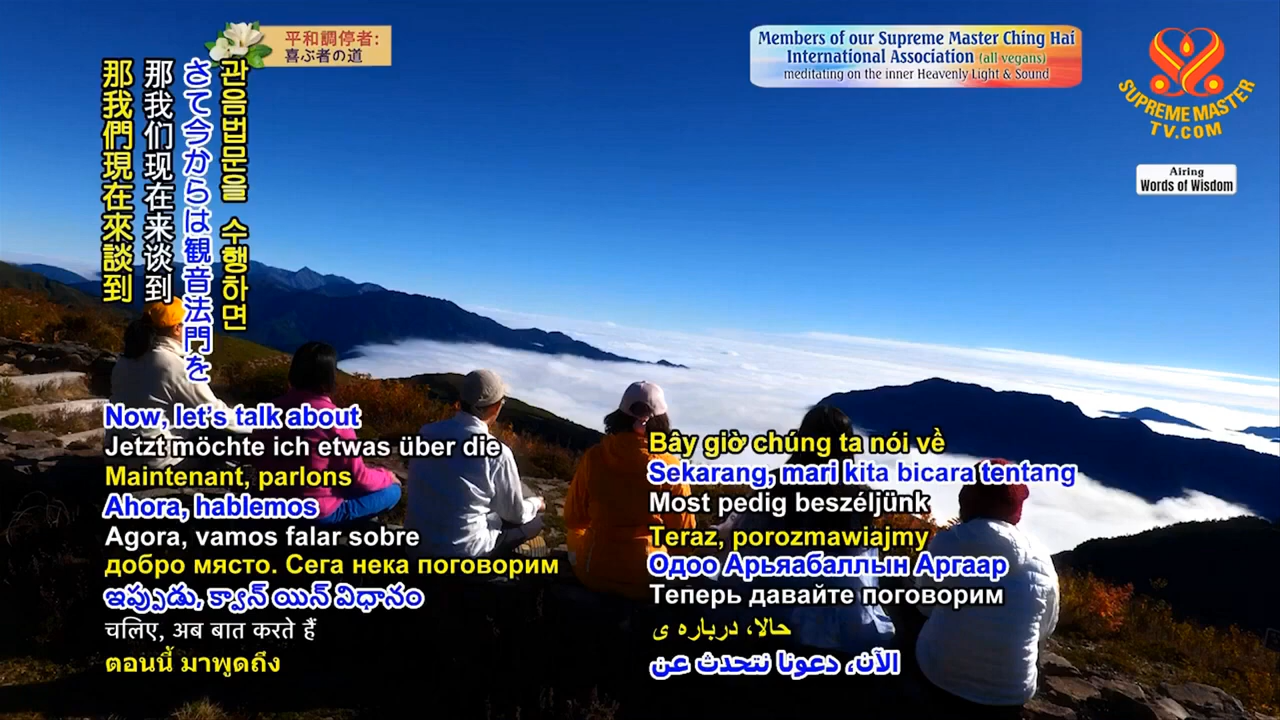 平和調停者:
喜ぶ者の道
Members of our Supreme Master Ching Hai
International Association (all vegans)
meditating on the inner Heavenly Light & Sound
SUPREME MASTER
TV.COM
Airing
Words of Wisdom
관음법문을 수행하면
さて今からは観音法門を
那我们现在来谈到
那我們現在來談到
Now, let's talk about
Jetzt möchte ich etwas über die
Maintenant, parlons
Ahora, hablemos
Agora, vamos falar sobre
добро място. Сега нека поговорим
ఇప్పుడు, క్వాన్ యిన్ విధానం
चलिए, अब बात करते हैं
ตอนนี้ มาพูดถึง
Bây giờ chúng ta nói về
Sekarang, mari kita bicara tentang
Most pedig beszéljünk
Teraz, porozmawiajmy
Одоо Арьяабаллын Аргаар
Теперь давайте поговорим
حالا، درباره ی
الآن، دعونا نتحدث عن